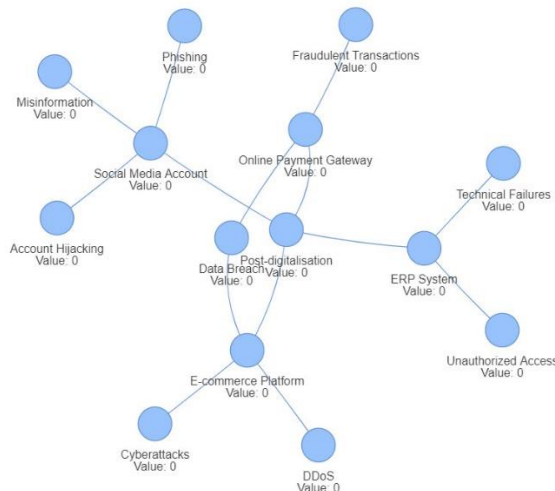 Phishing
Value: 0
Fraudulent Transactions
Value: 0
Misinformation
Value: 0
Social Media Account
Value: 0
Online Payment Gateway
Value: 0
Technical Failures
Value: 0
Account Hijacking
Value: 0
Data Breach
Value: 0
Post-digitalisation
Value: 0
ERP System
Value: 0
Unauthorized Access
Value: 0
E-commerce Platform
Value: 0
Cyberattacks
Value: 0
DDoS
Value: 0